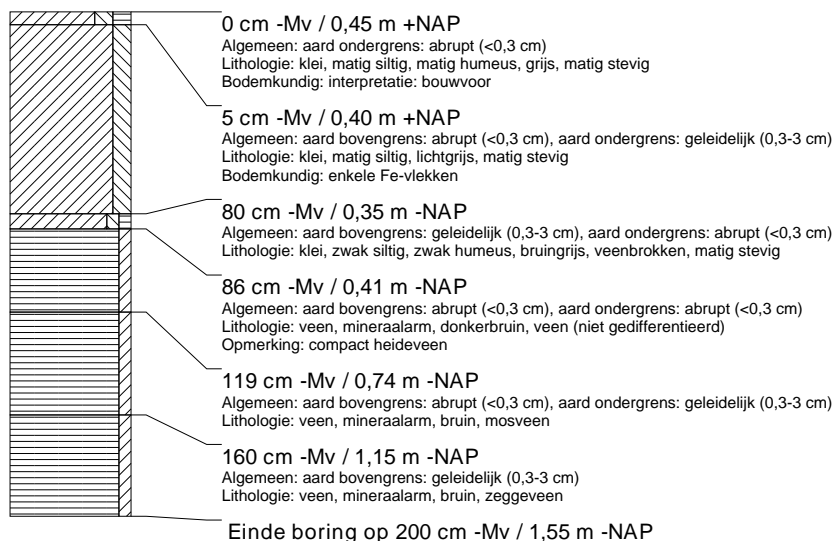 0 cm -Mv / 0,45 m +NAP
Algemeen: aard ondergrens: abrupt (<0,3 cm)
Lithologie: klei, matig siltig, matig humeus, grijs, matig stevig
Bodemkundig: interpretatie: bouwvoor
5 cm -Mv / 0,40 m +NAP
Algemeen: aard bovengrens: abrupt (<0,3 cm), aard ondergrens: geleidelijk (0,3-3 cm)
Lithologie: klei, matig siltig, lichtgrijs, matig stevig
Bodemkundig: enkele Fe-vlekken
80 cm -Mv / 0,35 m -NAP
Algemeen: aard bovengrens: geleidelijk (0,3-3 cm), aard ondergrens: abrupt (<0,3 cm)
Lithologie: klei, zwak siltig, zwak humeus, bruingrijs, veenbrokken, matig stevig
86 cm -Mv / 0,41 m -NAP
Algemeen: aard bovengrens: abrupt (<0,3 cm), aard ondergrens: abrupt (<0,3 cm)
Lithologie: veen, mineraalarm, donkerbruin, veen (niet gedifferentieerd)
Opmerking: compact heideveen
119 cm -Mv / 0,74 m -NAP
Algemeen: aard bovengrens: abrupt (<0,3 cm), aard ondergrens: geleidelijk (0,3-3 cm)
Lithologie: veen, mineraalarm, bruin, mosveen
160 cm -Mv / 1,15 m -NAP
Algemeen: aard bovengrens: geleidelijk (0,3-3 cm)
Lithologie: veen, mineraalarm, bruin, zeggeveen
Einde boring op 200 cm -Mv / 1,55 m -NAP